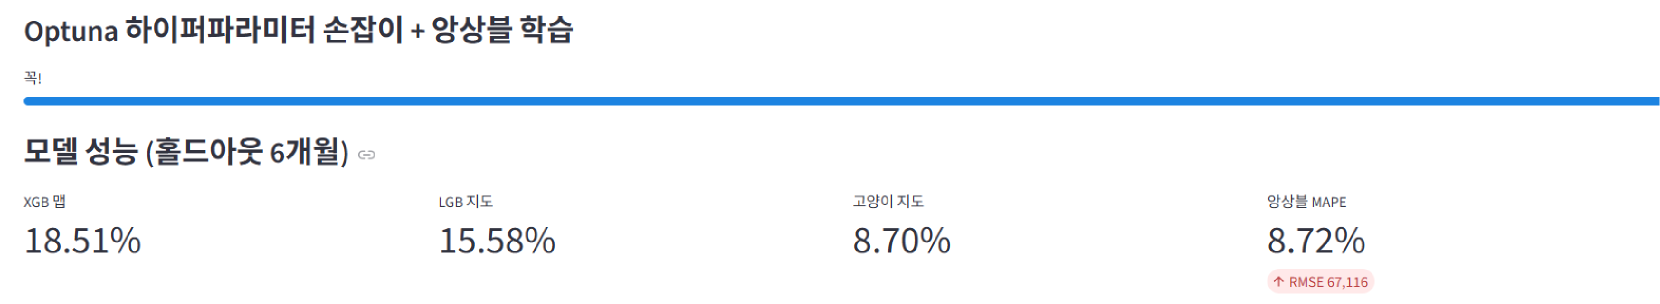 Optuna 하이퍼파라미터 손잡이 + 앙상블 학습
꼭!
모델 성능 (홀드아웃 6개월)
XGB 맵
18.51%
LGB 지도
15.58%
고양이 지도
8.70%
앙상블 MAPE
8.72%
↑ RMSE 67,116